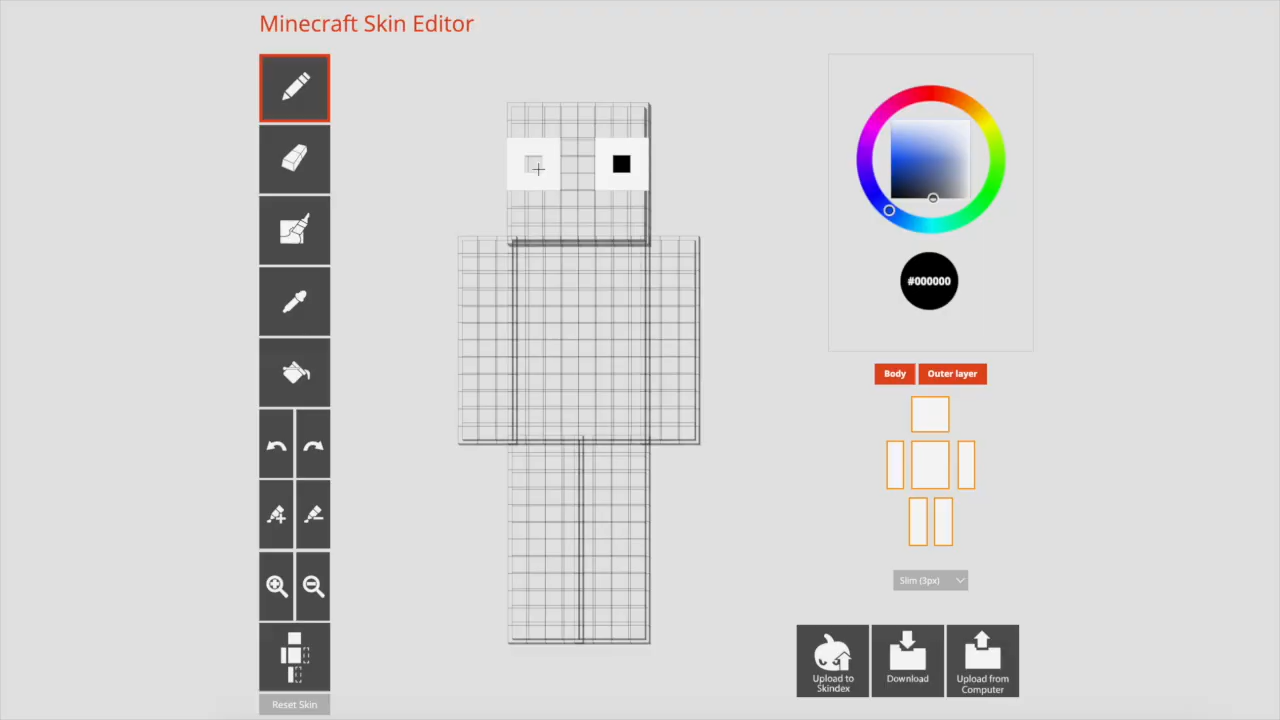 Minecraft Skin Editor
#000000
Body
Outer layer
Slim (3px)
Upload to
Skindex
Download
Upload from
Computer
Reset Skin